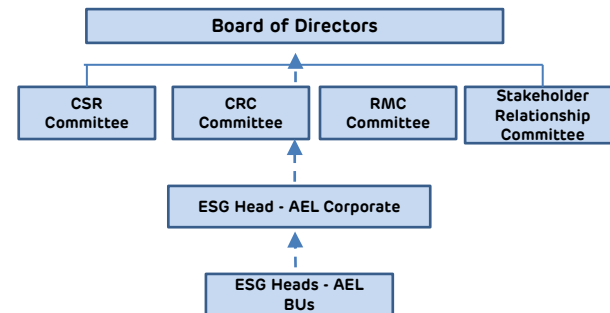 Board of Directors
CSR
Committee
CRC
Committee
RMC
Committee
Stakeholder
Relationship
Committee
ESG Head - AEL Corporate
ESG Heads - AEL
BUs